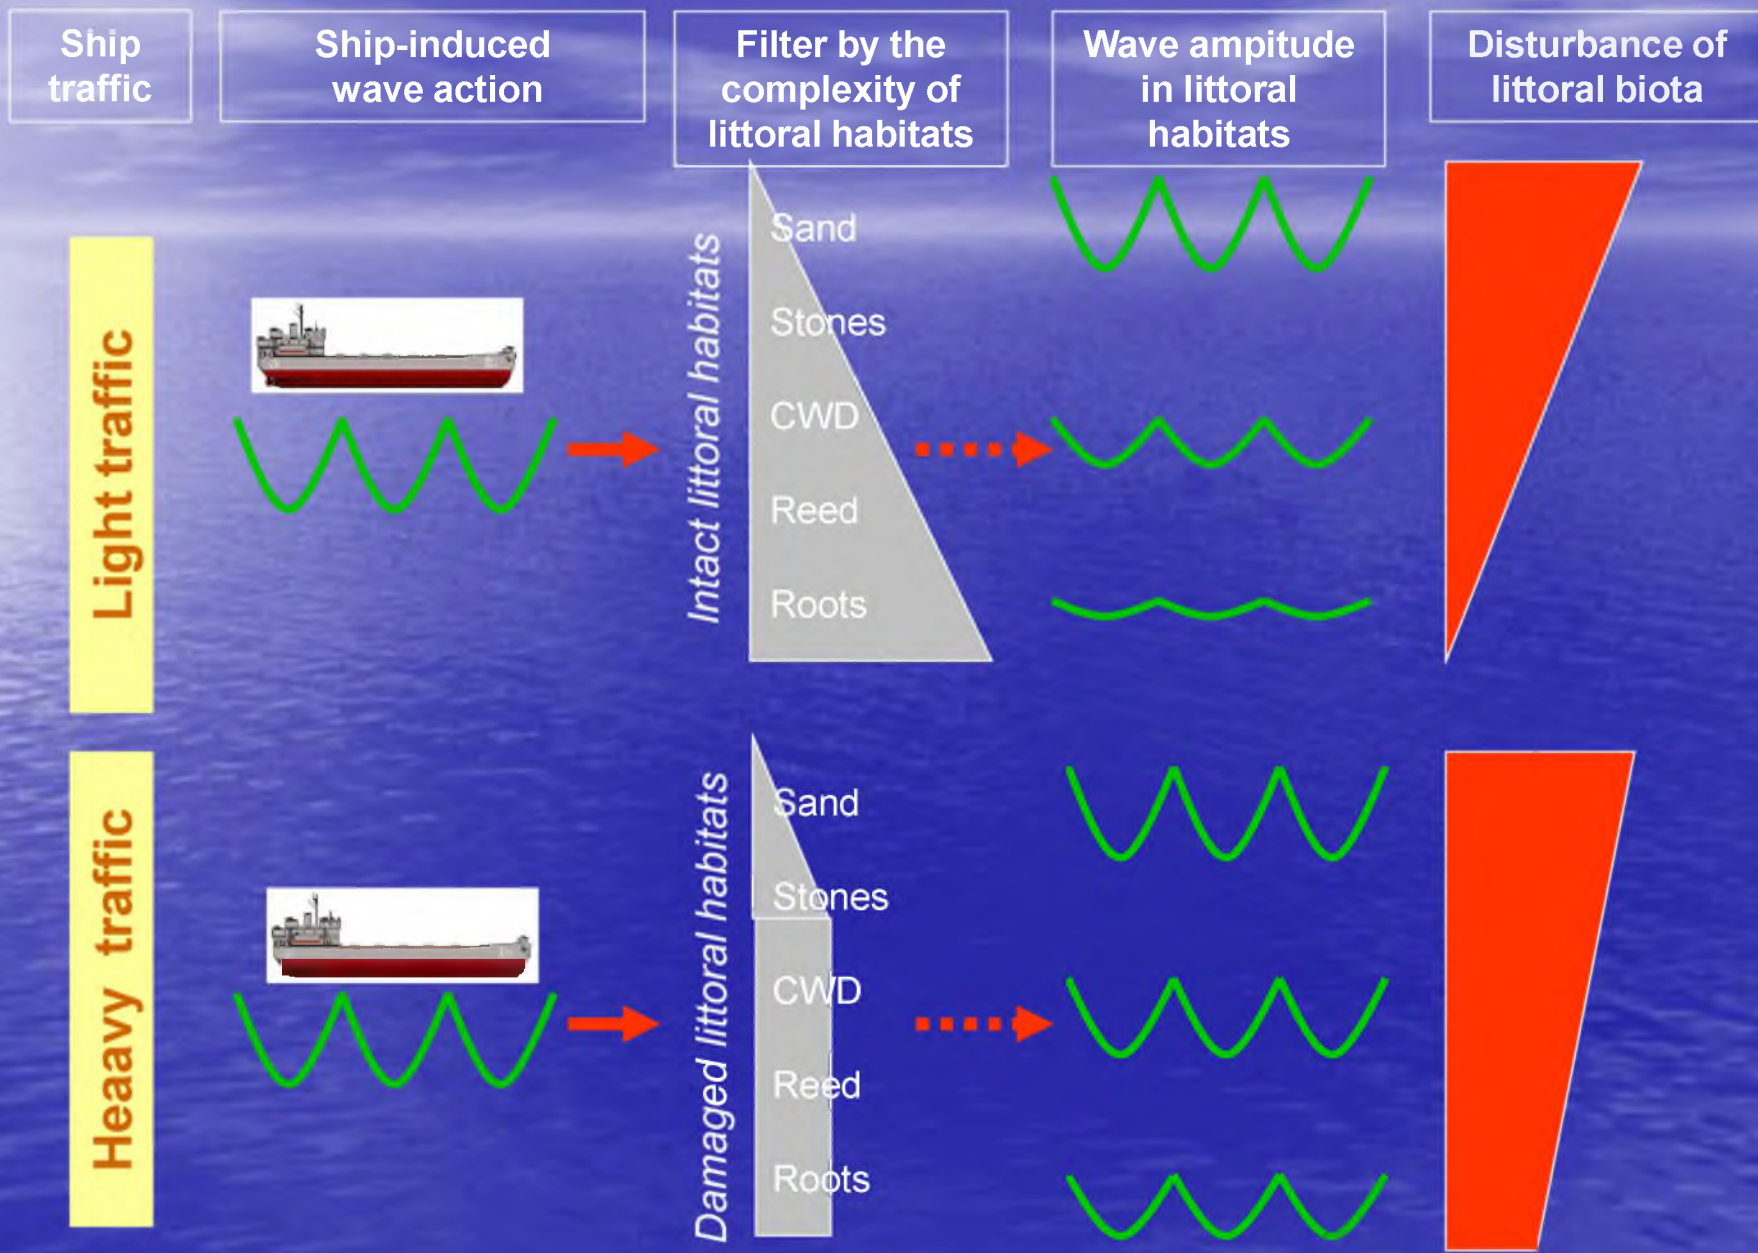 Ship
traffic
Ship-induced
wave action
Filter by the
complexity of
littoral habitats
Wave ampitude
in littoral
habitats
Disturbance of
littoral biota
Light traffic
Intact littoral habitats
Sand
Stones
CWD
Reed
Roots
Heaavy traffic
Damaged littoral habitats
Sand
Stones
CWD
Reed
Roots